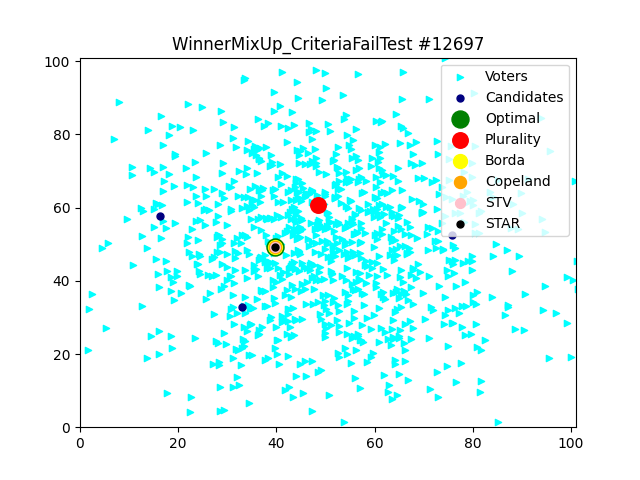 WinnerMixUp_CriteriaFailTest #12697
100
80
60
40
20
0
0
20
40
60
80
100
Voters
Candidates
Optimal
Plurality
Borda
Copeland
STV
STAR